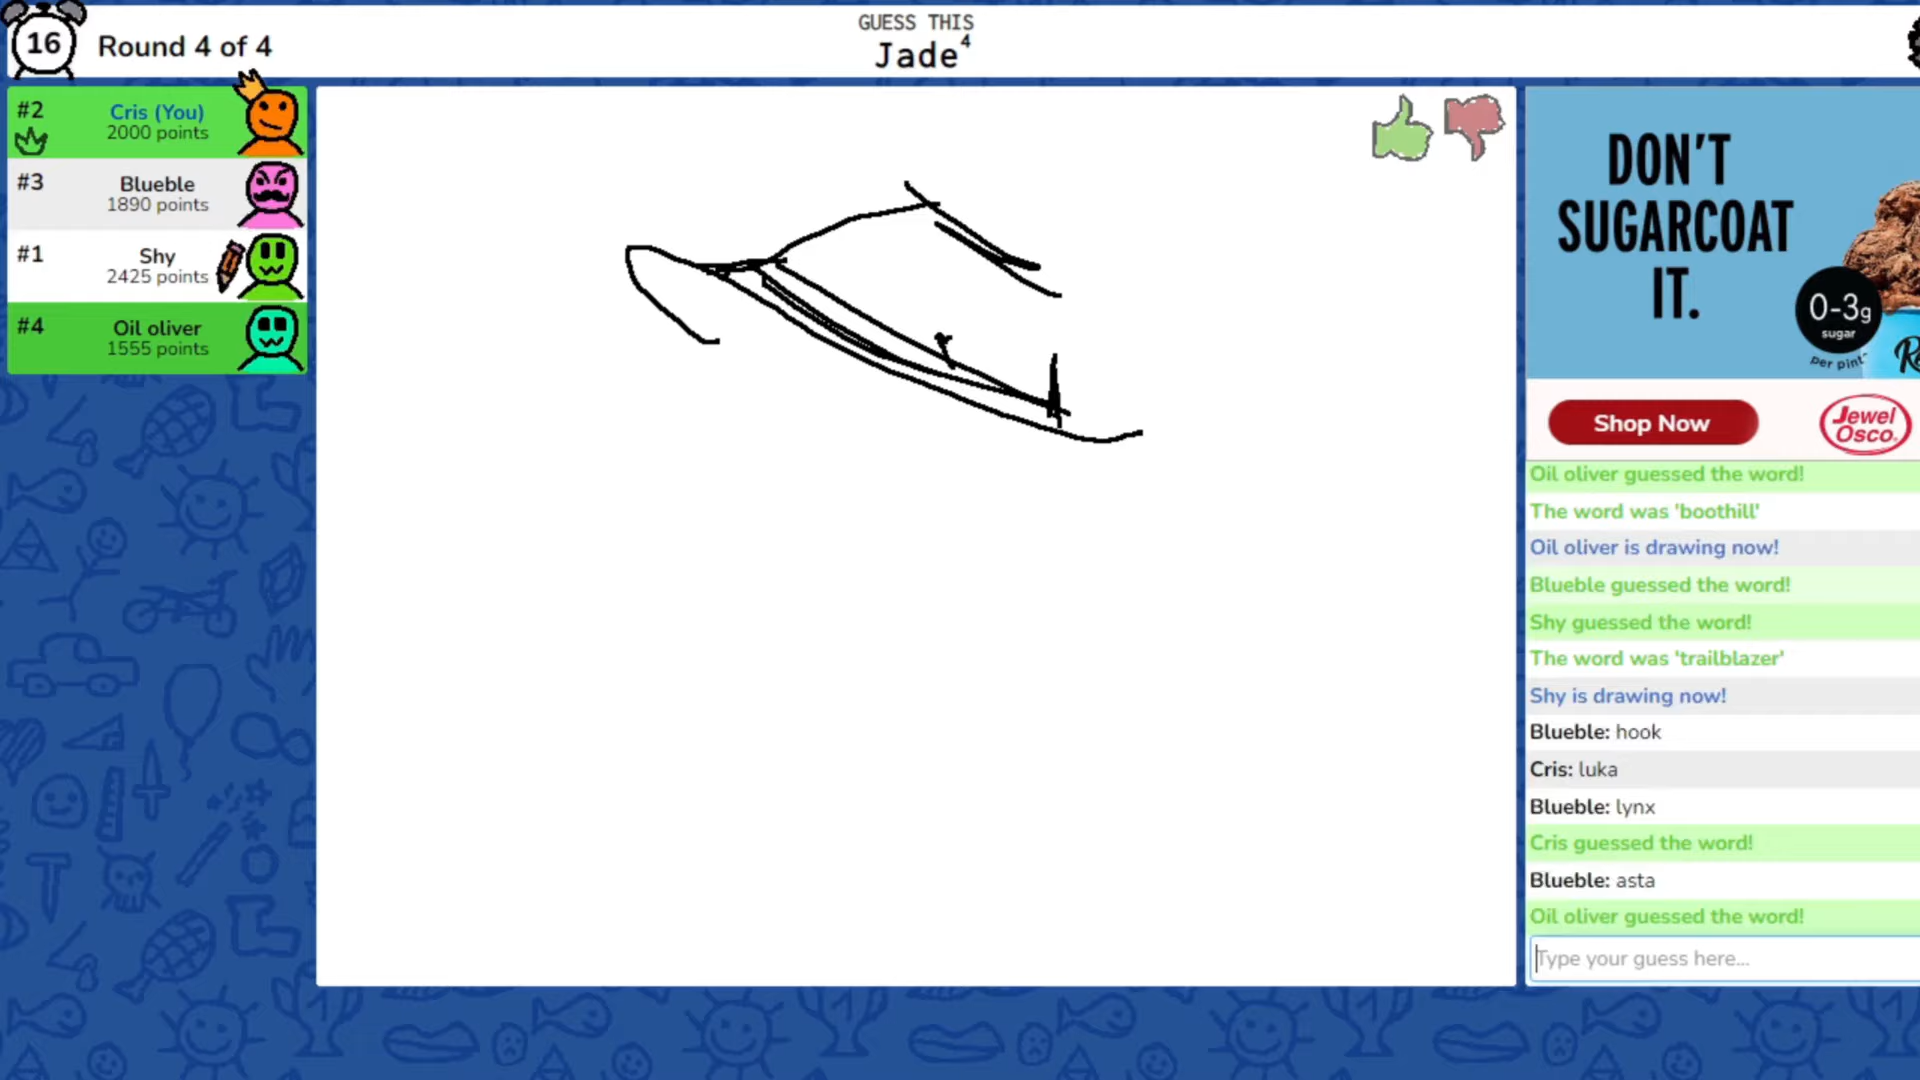 16
Round 4 of 4
GUESS THIS
Jade 4
#2
Cris (You)
2000 points
#3
Blueble
1890 points
#1
Shy
2425 points
#4
Oil oliver
1555 points
DON'T
SUGARCOAT
IT.
0-3g
sugar
per pint
Shop Now
Jewel
Osco
Oil oliver guessed the word!
The word was 'boothill'
Oil oliver is drawing now!
Blueble guessed the word!
Shy guessed the word!
The word was 'trailblazer'
Shy is drawing now!
Blueble: hook
Cris: luka
Blueble: lynx
Cris guessed the word!
Blueble: asta
Oil oliver guessed the word!
Type your guess here...